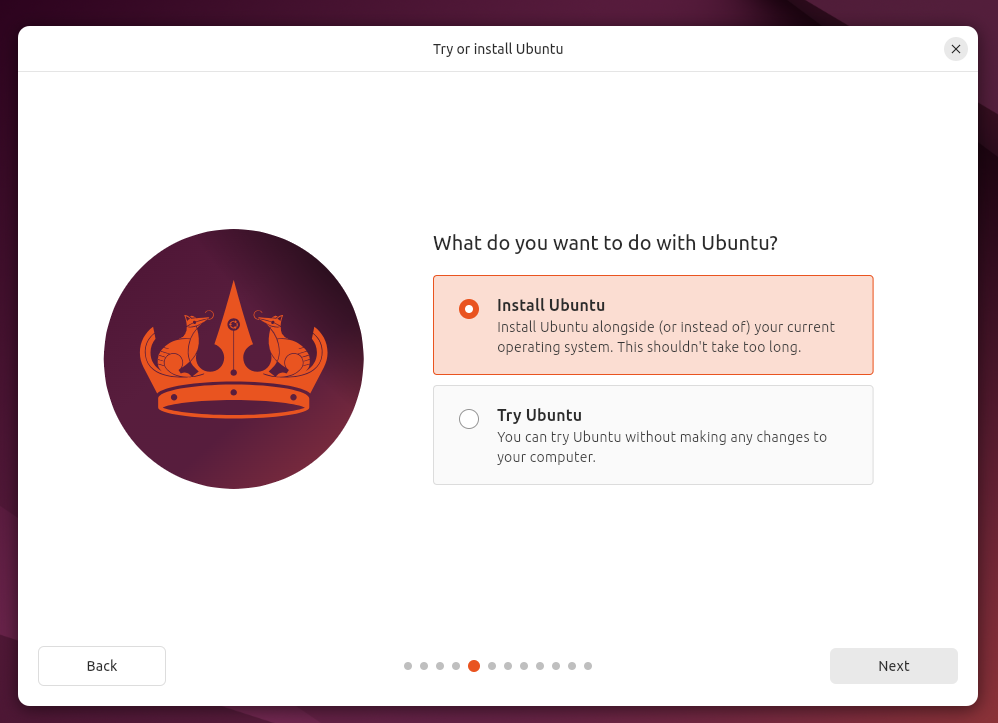 Try or install Ubuntu
What do you want to do with Ubuntu?
Install Ubuntu
Install Ubuntu alongside (or instead of) your current
operating system. This shouldn't take too long.
Try Ubuntu
You can try Ubuntu without making any changes to
your computer.
Back
Next